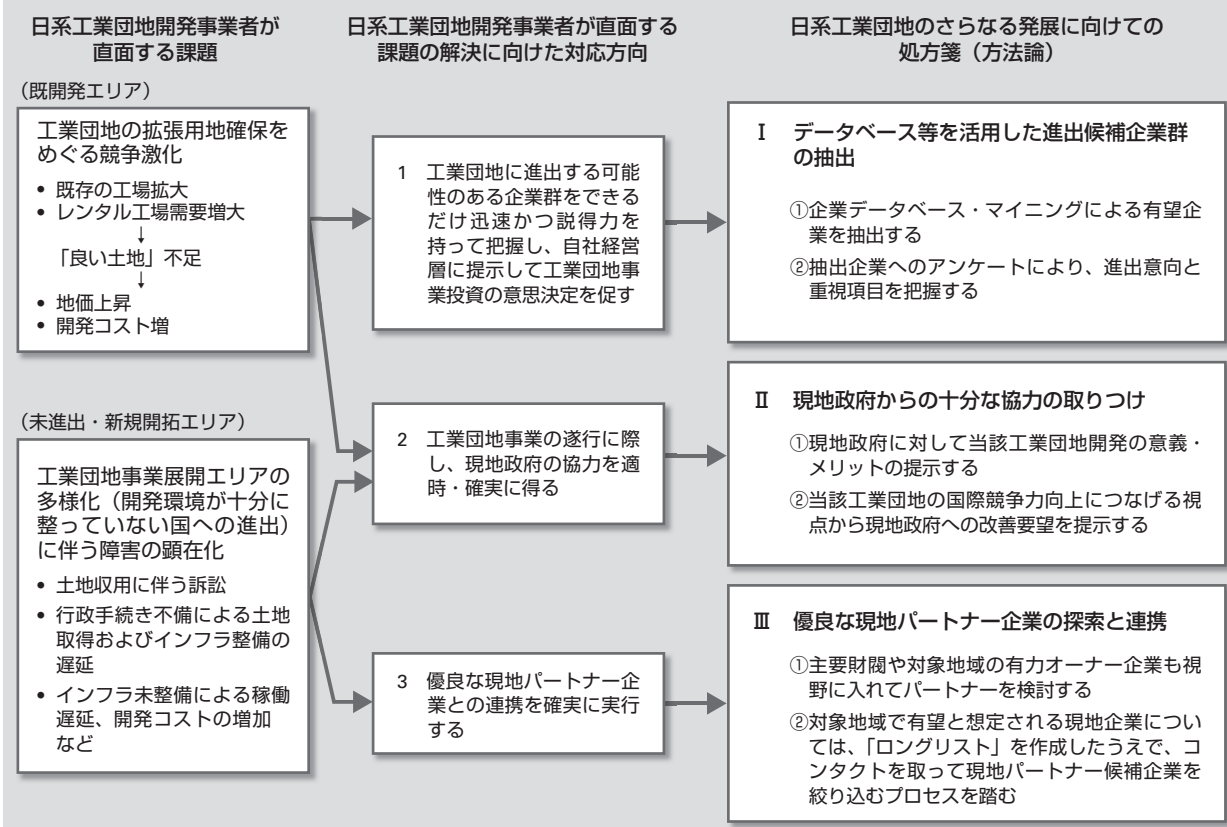 日系工業団地開発事業者が
直面する課題
日系工業団地開発事業者が直面する
課題の解決に向けた対応方向
日系工業団地のさらなる発展に向けての
処方箋（方法論）
（既開発エリア）
工業団地の拡張用地確保を
めぐる競争激化
• 既存の工場拡大
• レンタル工場需要増大
↓
「良い土地」不足
↓
• 地価上昇
• 開発コスト増
（未進出・新規開拓エリア）
工業団地事業展開エリアの
多様化（開発環境が十分に
整っていない国への進出）
に伴う障害の顕在化
• 土地収用に伴う訴訟
• 行政手続き不備による土地
取得およびインフラ整備の
遅延
• インフラ未整備による稼働
遅延、開発コストの増加
など
1 工業団地に進出する可能
性のある企業群をできる
だけ迅速かつ説得力を
持って把握し、自社経営
層に提示して工業団地事
業投資の意思決定を促す
2 工業団地事業の遂行に際
し、現地政府の協力を適
時・確実に得る
3 優良な現地パートナー企
業との連携を確実に実行
する
Ⅰ データベース等を活用した進出候補企業群
の抽出
①企業データベース・マイニングによる有望企
業を抽出する
②抽出企業へのアンケートにより、進出意向と
重視項目を把握する
Ⅱ 現地政府からの十分な協力の取りつけ
①現地政府に対して当該工業団地開発の意義・
メリットの提示する
②当該工業団地の国際競争力向上につなげる視
点から現地政府への改善要望を提示する
Ⅲ 優良な現地パートナー企業の探索と連携
①主要財閥や対象地域の有力オーナー企業も視
野に入れてパートナーを検討する
②対象地域で有望と想定される現地企業につい
ては、「ロングリスト」を作成したうえで、コ
ンタクトを取って現地パートナー候補企業を
絞り込むプロセスを踏む